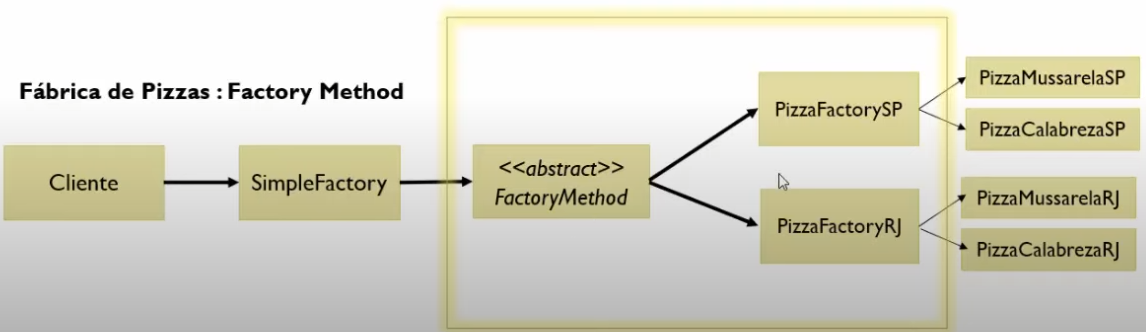 Fábrica de Pizzas : Factory Method
Cliente
SimpleFactory
<<abstract>>
FactoryMethod
PizzaFactorySP
PizzaFactoryRJ
PizzaMussarelaSP
PizzaCalabrezaSP
PizzaMussarelaRJ
PizzaCalabrezaRJ